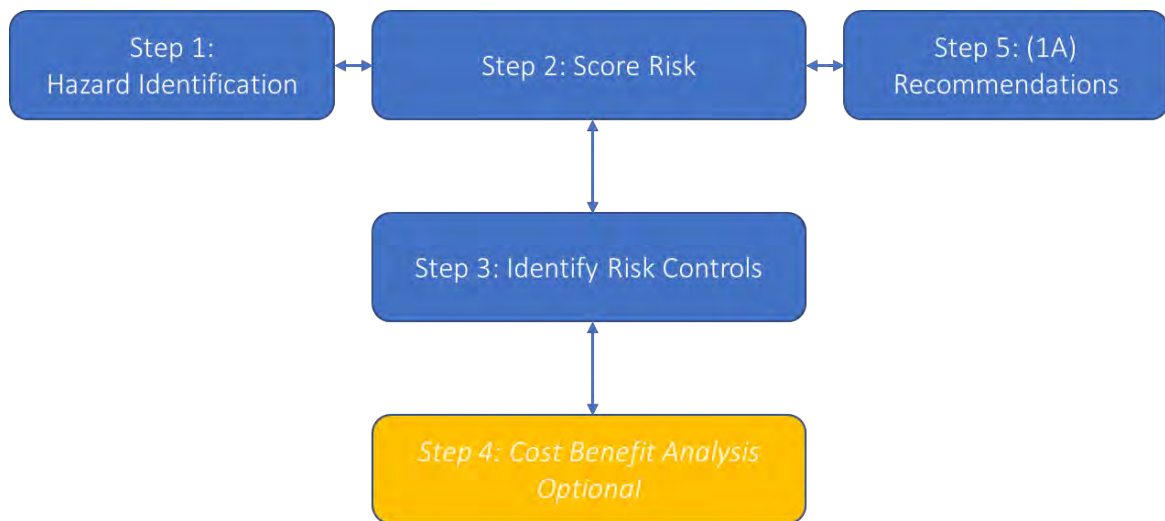 Step 1:
Hazard Identification
Step 2: Score Risk
Step 5: (1A)
Recommendations
Step 3: Identify Risk Controls
Step 4: Cost Benefit Analysis
Optional